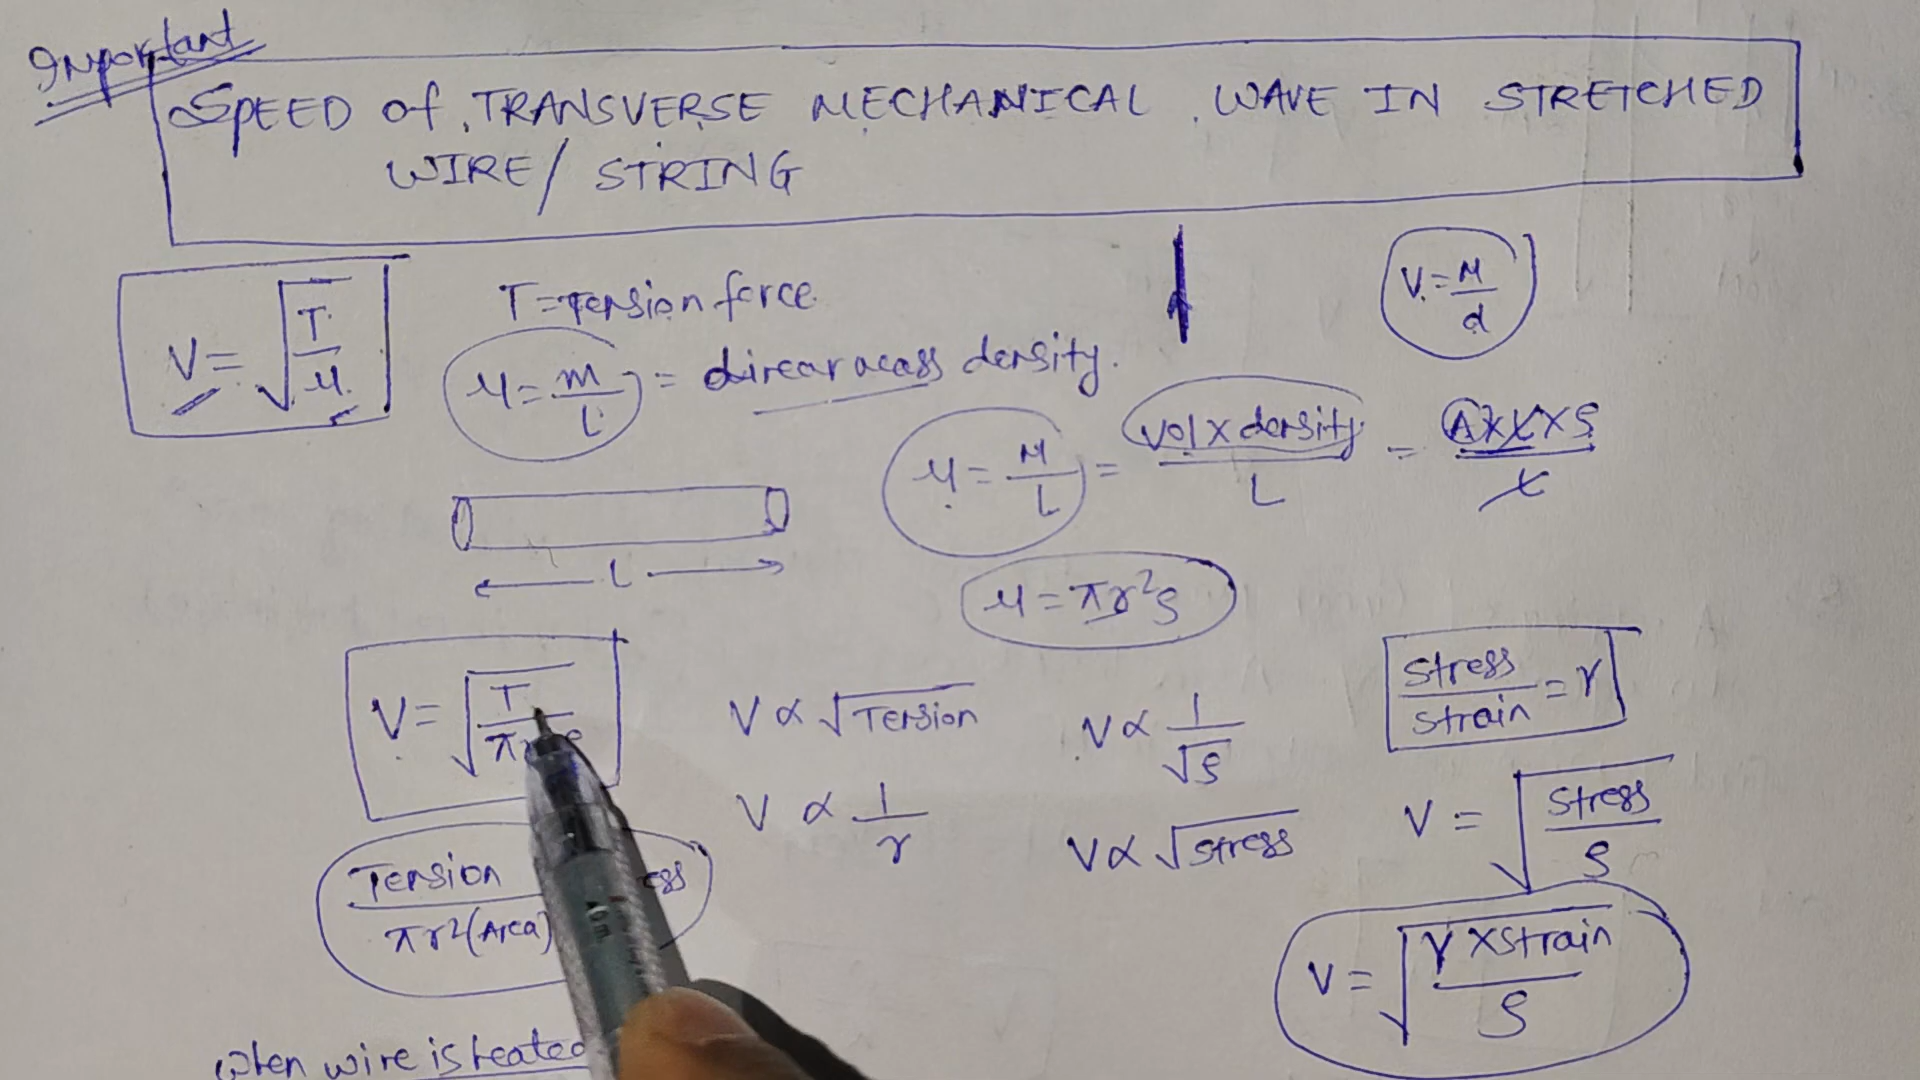 Important
SPEED of TRANSVERSE MECHANICAL WAVE IN STRETCHED
WIRE/ STRING
V = √(T/μ)
T = Tension force
V = M/d
μ = m/L = Linear mass density.
μ = M/L = Vol x density/L = A x L x ρ/L
L
μ = πr²ρ
V = √(T/πr
V ∝ √Tension
V ∝ 1/√ρ
Stress/Strain = Y
V ∝ 1/r
V ∝ √Stress
V = √(Stress/ρ)
Tension/πr²(Area)
V = √(Y x Strain/ρ)
When wire is heated